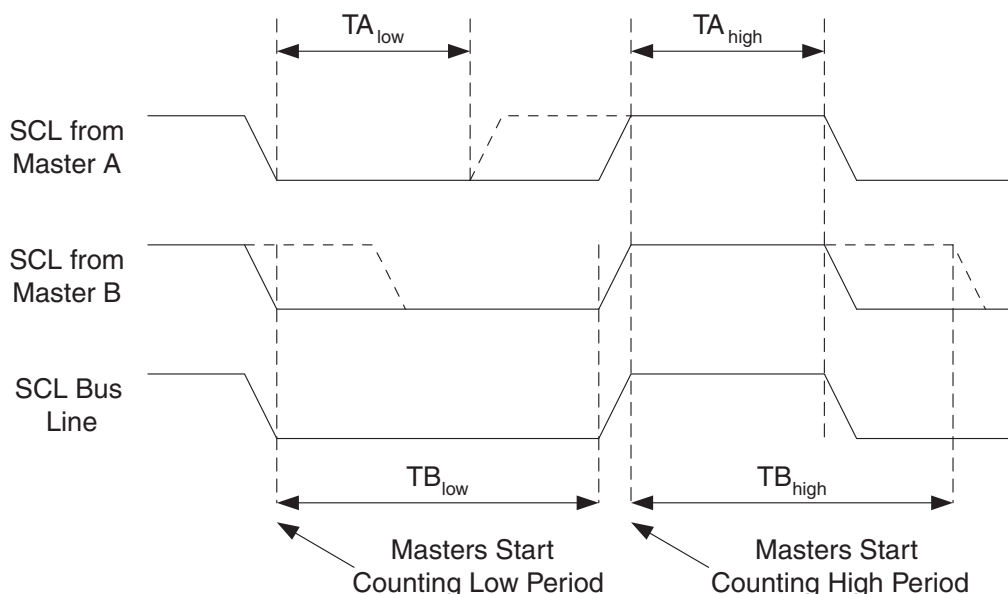 TA low
TA high
SCL from
Master A
SCL from
Master B
SCL Bus
Line
TB low
TB high
Masters Start
Counting Low Period
Masters Start
Counting High Period